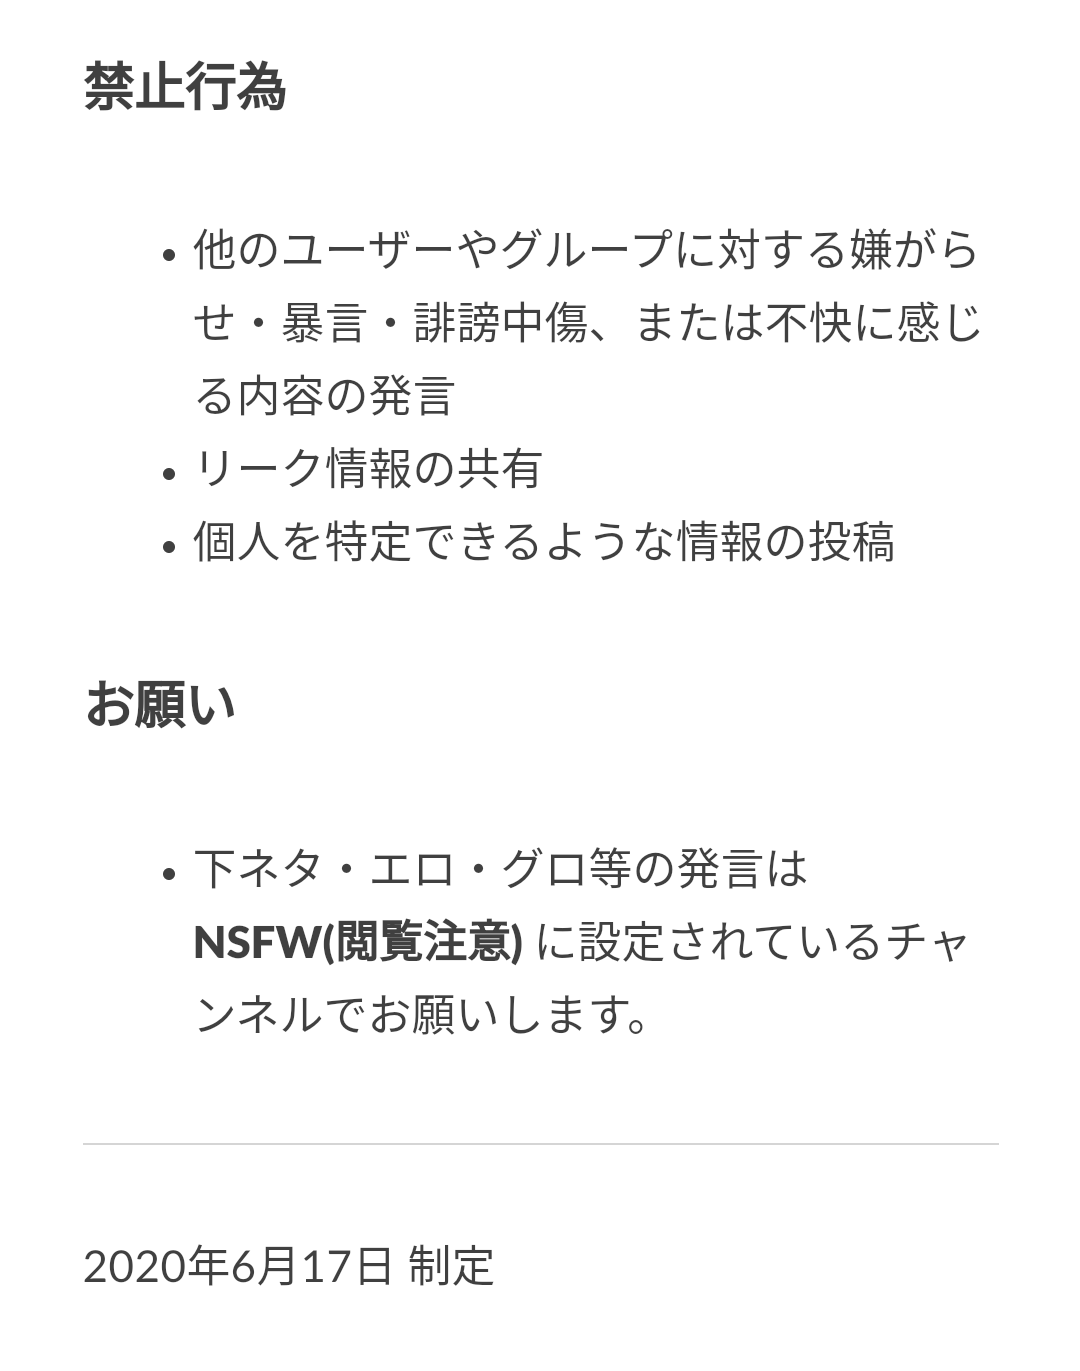 禁止行為
• 他のユーザーやグループに対する嫌がら
せ・暴言・誹謗中傷、または不快に感じ
る内容の発言
• リーク情報の共有
• 個人を特定できるような情報の投稿
お願い
• 下ネタ・エロ・グロ等の発言は
NSFW(閲覧注意) に設定されているチャ
ンネルでお願いします。
2020年6月17日 制定